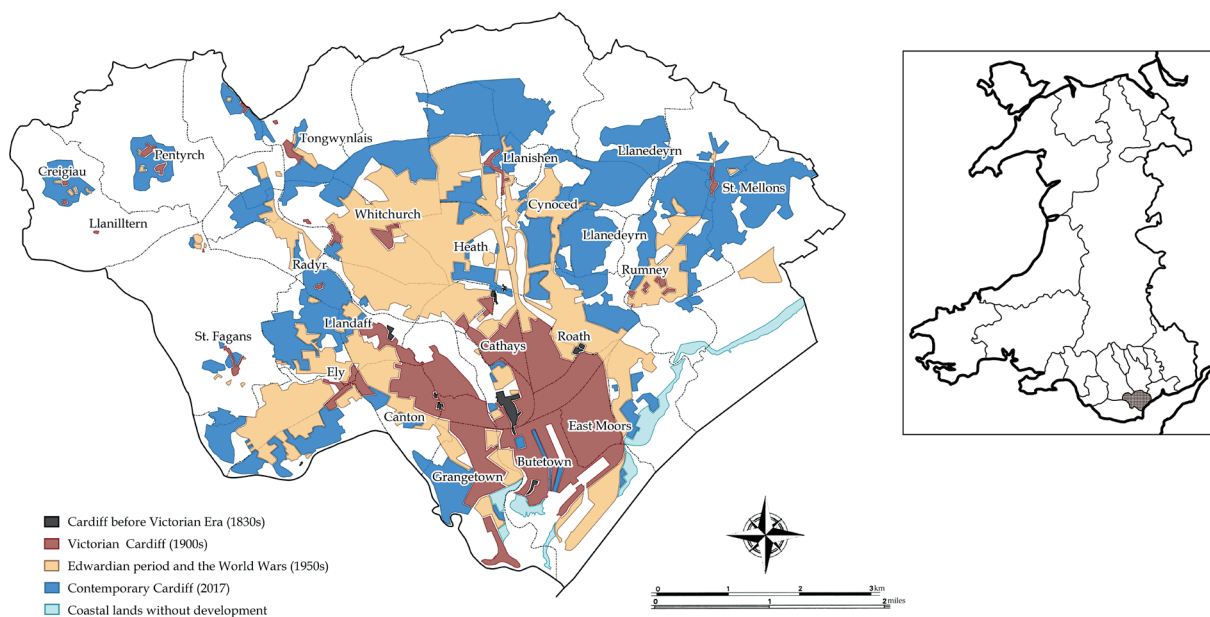 Tongwynlais
Pentyrch
Creigiau
Llanilltern
Llanishen
Llanedeyrn
St. Mellons
Cynoced
Whitchurch
Heath
Llanedeyrn
Radyr
Rumney
Llandaff
St. Fagans
Cathays
Roath
Ely
Canton
East Moors
Butetown
Grangetown
Cardiff before Victorian Era (1830s)
Victorian Cardiff (1900s)
Edwardian period and the World Wars (1950s)
Contemporary Cardiff (2017)
Coastal lands without development
0 1 2 3 km
0 1 2 miles